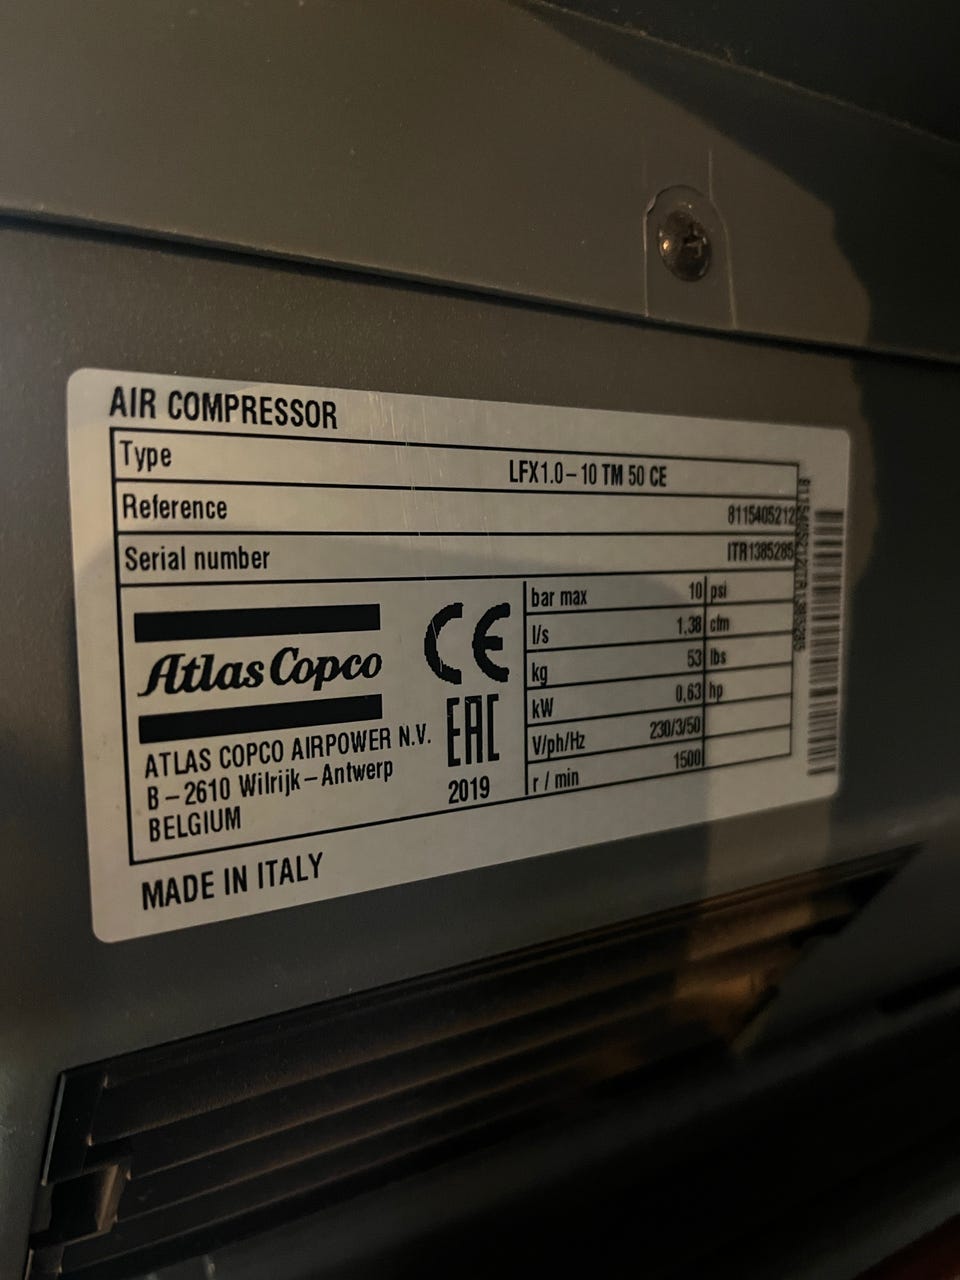 AIR COMPRESSOR
Type LFX1.0-10 TM 50 CE
Reference 8115405212
Serial number ITR1385285
bar max 10 psi
l/s 1,38 cfm
kg 53 lbs
kW 0,63 hp
V/ph/Hz 230/3/50
r / min 1500
Atlas Copco
CE
EAC
ATLAS COPCO AIRPOWER N.V.
B-2610 Wilrijk-Antwerp
BELGIUM
2019
MADE IN ITALY